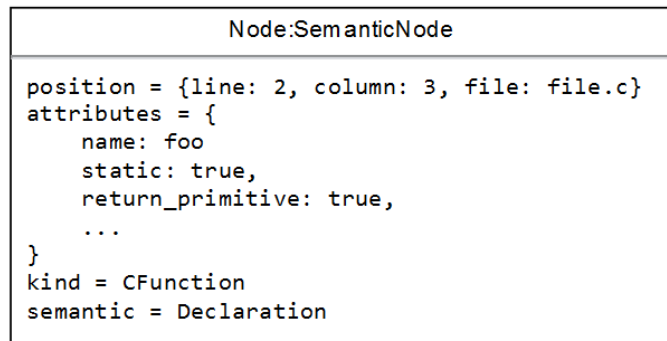 Node:SemanticNode
position = {line: 2, column: 3, file: file.c}
attributes = {
    name: foo
    static: true,
    return_primitive: true,
    ...
}
kind = CFunction
semantic = Declaration